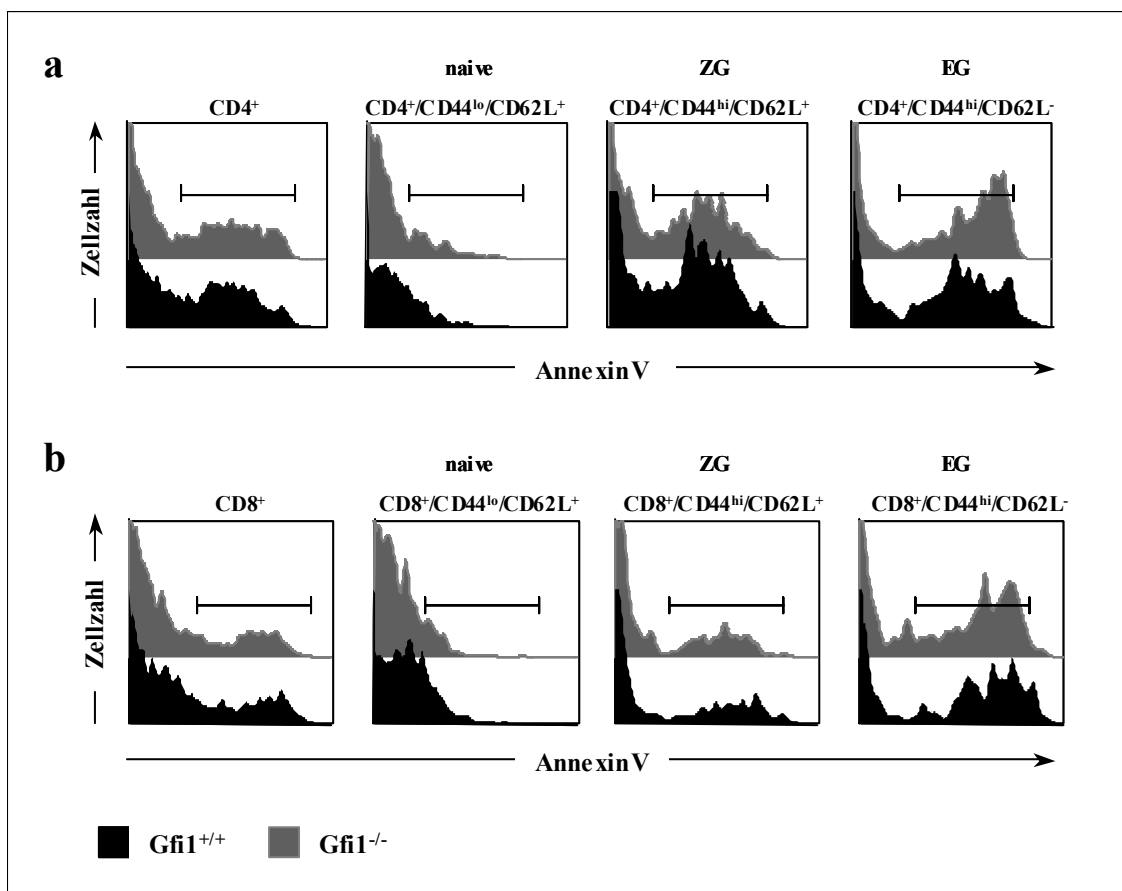 a
naive ZG EG
CD4⁺ CD4⁺/CD44ˡᵒ/CD62L⁺ CD4⁺/CD44ʰⁱ/CD62L⁺ CD4⁺/CD44ʰⁱ/CD62L⁻
Zellzahl
AnnexinV
b
naive ZG EG
CD8⁺ CD8⁺/CD44ˡᵒ/CD62L⁺ CD8⁺/CD44ʰⁱ/CD62L⁺ CD8⁺/CD44ʰⁱ/CD62L⁻
Zellzahl
AnnexinV
Gfi1⁺/⁺ Gfi1⁻/⁻